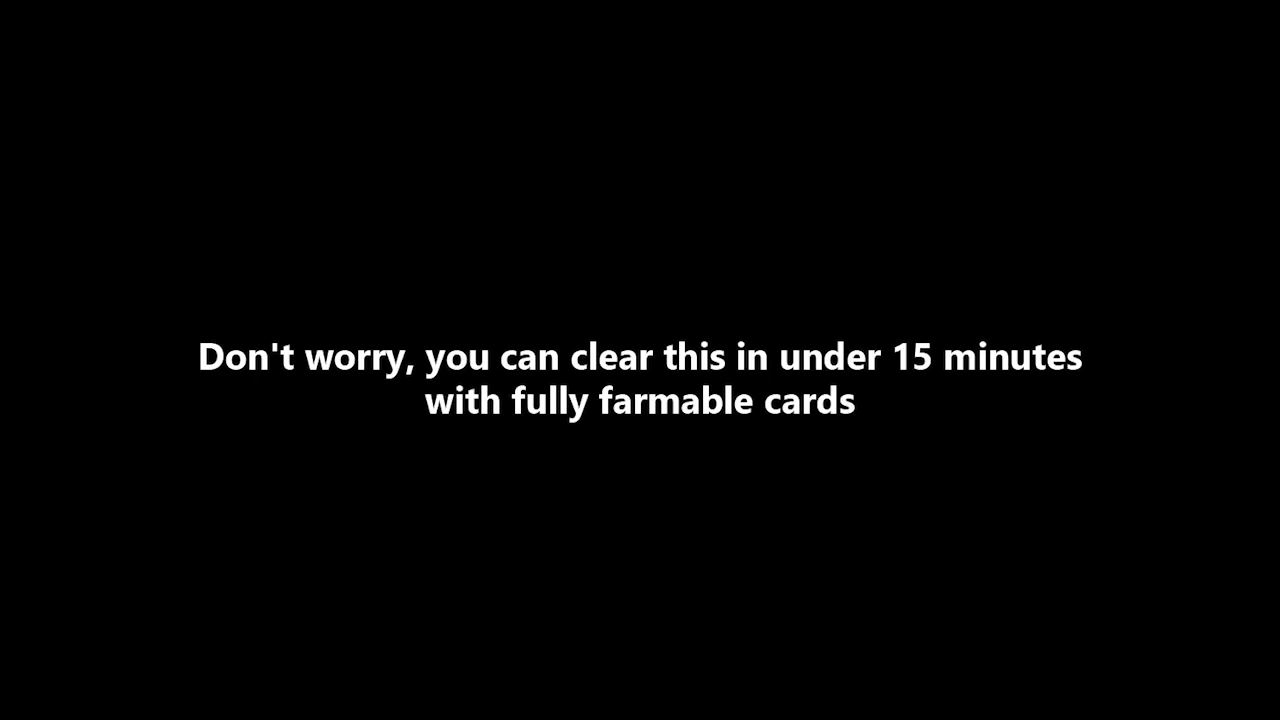 Don't worry, you can clear this in under 15 minutes
with fully farmable cards